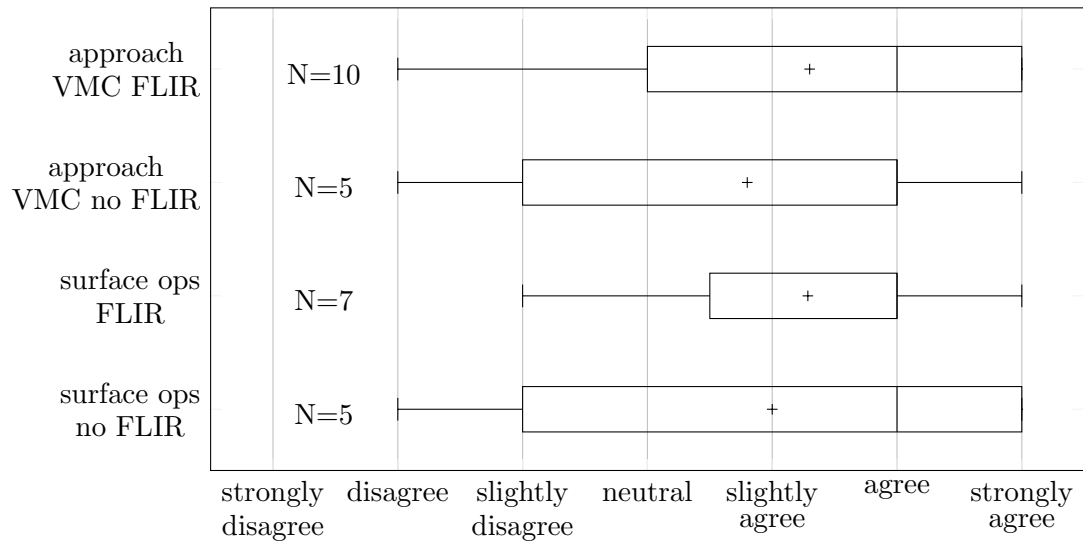 approach
VMC FLIR
N=10
approach
VMC no FLIR
N=5
surface ops
FLIR
N=7
surface ops
no FLIR
N=5
strongly
disagree
disagree
slightly
disagree
neutral
slightly
agree
agree
strongly
agree